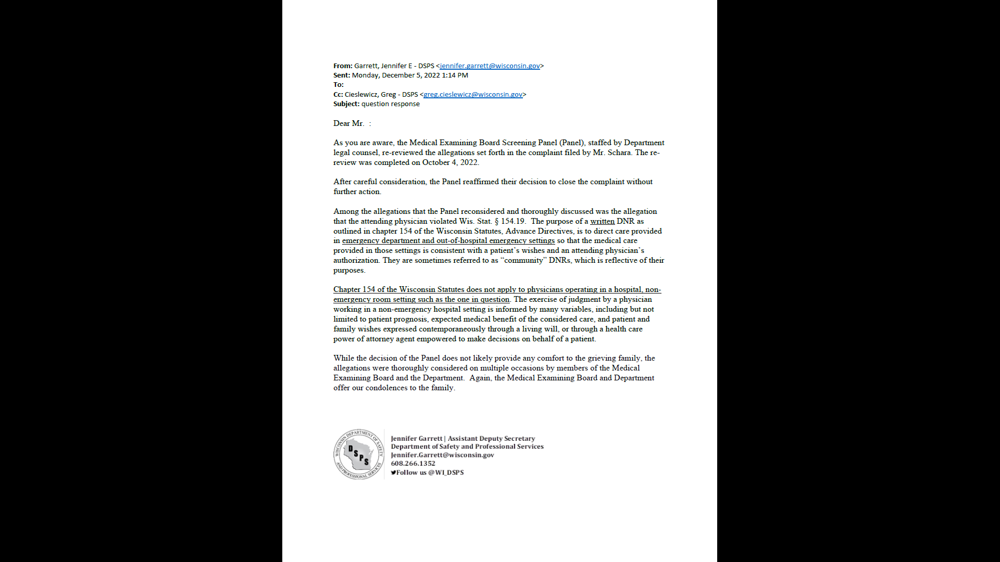 From: Garrett, Jennifer E - DSPS <jennifer.garrett@wisconsin.gov>
Sent: Monday, December 5, 2022 1:14 PM
To:
Cc: Cieslewicz, Greg - DSPS <greg.cieslewicz@wisconsin.gov>
Subject: question response
Dear Mr.  :
As you are aware, the Medical Examining Board Screening Panel (Panel), staffed by Department
legal counsel, re-reviewed the allegations set forth in the complaint filed by Mr. Schara. The re-
review was completed on October 4, 2022.
After careful consideration, the Panel reaffirmed their decision to close the complaint without
further action.
Among the allegations that the Panel reconsidered and thoroughly discussed was the allegation
that the attending physician violated Wis. Stat. § 154.19.  The purpose of a written DNR as
outlined in chapter 154 of the Wisconsin Statutes, Advance Directives, is to direct care provided
in emergency department and out-of-hospital emergency settings so that the medical care
provided in those settings is consistent with a patient’s wishes and an attending physician’s
authorization. They are sometimes referred to as “community” DNRs, which is reflective of their
purposes.
Chapter 154 of the Wisconsin Statutes does not apply to physicians operating in a hospital, non-
emergency room setting such as the one in question. The exercise of judgment by a physician
working in a non-emergency hospital setting is informed by many variables, including but not
limited to patient prognosis, expected medical benefit of the considered care, and patient and
family wishes expressed contemporaneously through a living will, or through a health care
power of attorney agent empowered to make decisions on behalf of a patient.
While the decision of the Panel does not likely provide any comfort to the grieving family, the
allegations were thoroughly considered on multiple occasions by members of the Medical
Examining Board and the Department.  Again, the Medical Examining Board and Department
offer our condolences to the family.
WISCONSIN DEPARTMENT OF SAFETY
AND PROFESSIONAL SERVICES
DSPS
Jennifer Garrett | Assistant Deputy Secretary
Department of Safety and Professional Services
Jennifer.Garrett@wisconsin.gov
608.266.1352
Follow us @WI_DSPS